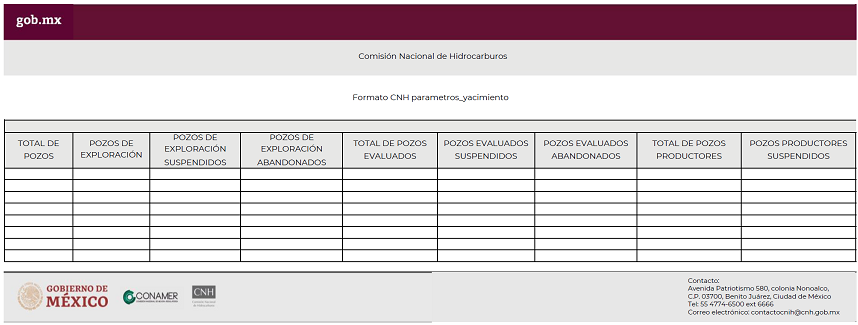 gob.mx
Comisión Nacional de Hidrocarburos
Formato CNH parametros_yacimiento
TOTAL DE
POZOS
POZOS DE
EXPLORACIÓN
POZOS DE
EXPLORACIÓN
SUSPENDIDOS
POZOS DE
EXPLORACIÓN
ABANDONADOS
TOTAL DE POZOS
EVALUADOS
POZOS EVALUADOS
SUSPENDIDOS
POZOS EVALUADOS
ABANDONADOS
TOTAL DE POZOS
PRODUCTORES
POZOS PRODUCTORES
SUSPENDIDOS
GOBIERNO DE
MÉXICO
CONAMER
CNH
Contacto:
Avenida Patriotismo 580, colonia Nonoalco,
C.P. 03700, Benito Juárez, Ciudad de México
Tel: 55 4774-6500 ext 6666
Correo electrónico: contactocnih@cnh.gob.mx